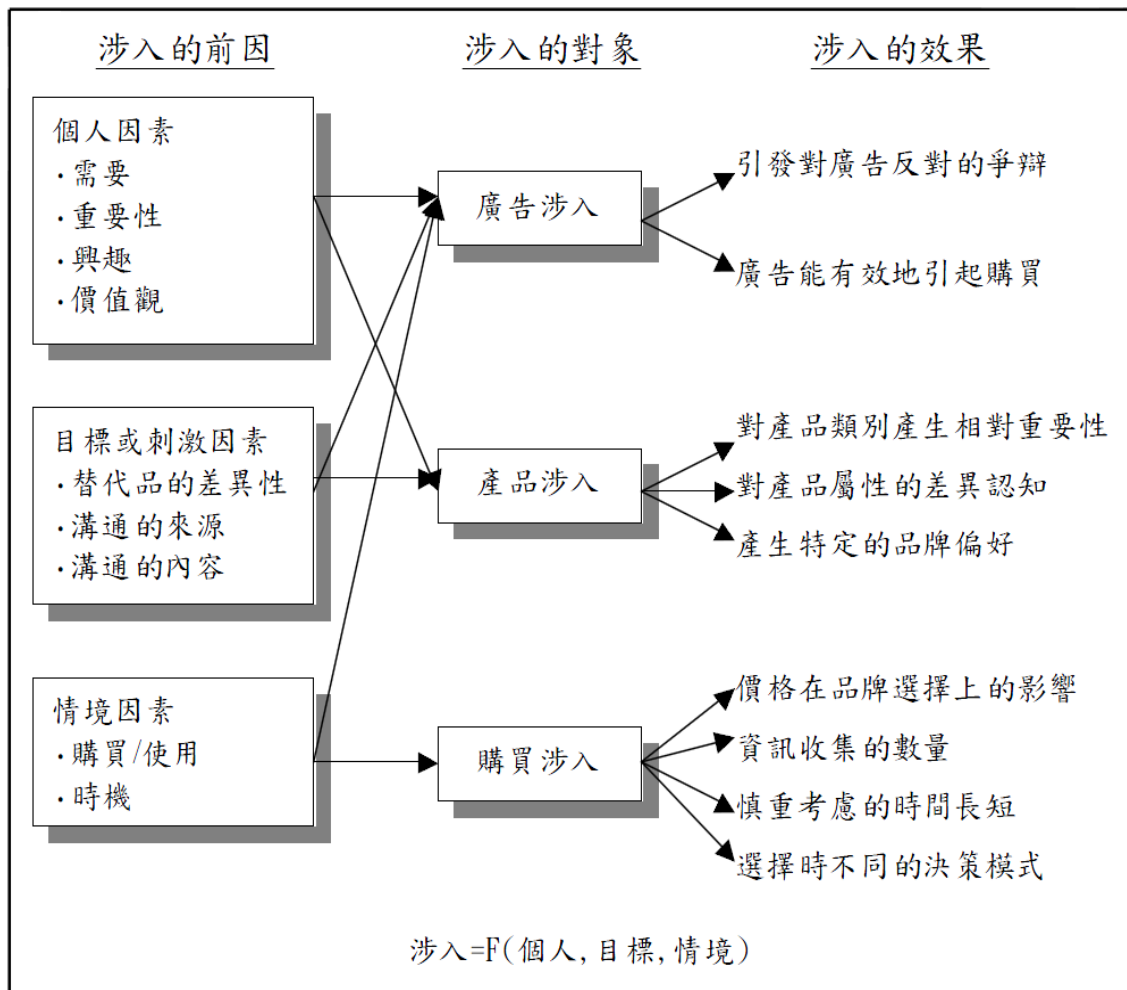 涉入的前因
涉入的對象
涉入的效果
個人因素
·需要
·重要性
·興趣
·價值觀
目標或刺激因素
·替代品的差異性
·溝通的來源
·溝通的內容
情境因素
·購買/使用
·時機
廣告涉入
產品涉入
購買涉入
引發對廣告反對的爭辯
廣告能有效地引起購買
對產品類別產生相對重要性
對產品屬性的差異認知
產生特定的品牌偏好
價格在品牌選擇上的影響
資訊收集的數量
慎重考慮的時間長短
選擇時不同的決策模式
涉入=F(個人,目標,情境)